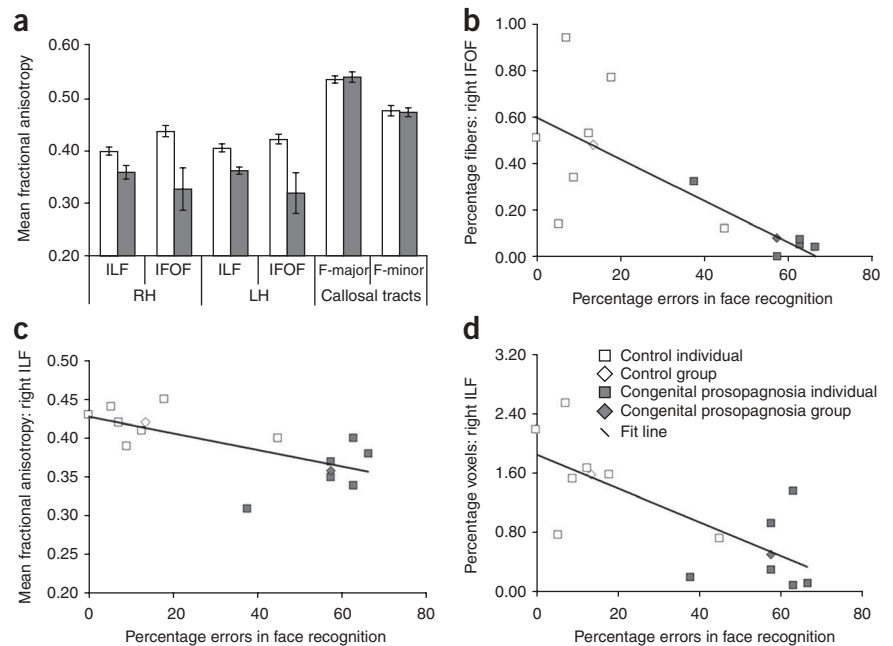 a
Mean fractional anisotropy
0.60
0.50
0.40
0.30
0.20
ILF IFOF ILF IFOF F-major F-minor
RH LH Callosal tracts
b
Percentage fibers: right IFOF
1.00
0.80
0.60
0.40
0.20
0.00
0 20 40 60 80
Percentage errors in face recognition
c
Mean fractional anisotropy: right ILF
0.50
0.45
0.40
0.35
0.30
0.25
0.20
0 20 40 60 80
Percentage errors in face recognition
d
Percentage voxels: right ILF
3.20
2.40
1.60
0.80
0.00
0 20 40 60 80
Percentage errors in face recognition
Control individual
Control group
Congenital prosopagnosia individual
Congenital prosopagnosia group
Fit line